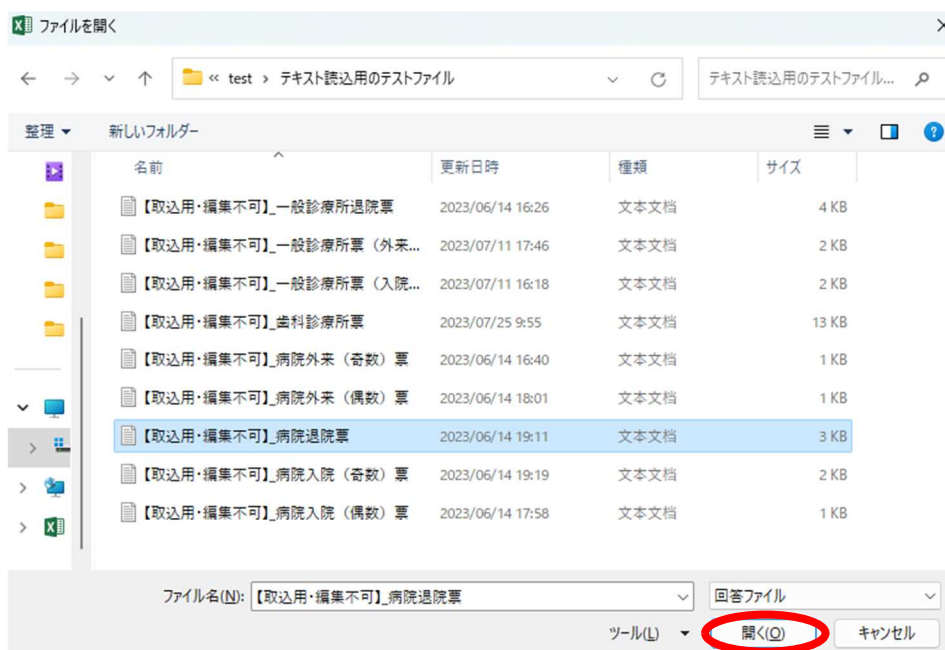 ファイルを開く
« test › テキスト読込用のテストファイル
テキスト読込用のテストファイル...
整理 新しいフォルダー
名前 更新日時 種類 サイズ
【取込用・編集不可】_一般診療所退院票 2023/06/14 16:26 文本文档 4 KB
【取込用・編集不可】_一般診療所票（外来... 2023/07/11 17:46 文本文档 2 KB
【取込用・編集不可】_一般診療所票（入院... 2023/07/11 16:18 文本文档 2 KB
【取込用・編集不可】_歯科診療所票 2023/07/25 9:55 文本文档 13 KB
【取込用・編集不可】_病院外来（奇数）票 2023/06/14 16:40 文本文档 1 KB
【取込用・編集不可】_病院外来（偶数）票 2023/06/14 18:01 文本文档 1 KB
【取込用・編集不可】_病院退院票 2023/06/14 19:11 文本文档 3 KB
【取込用・編集不可】_病院入院（奇数）票 2023/06/14 19:19 文本文档 2 KB
【取込用・編集不可】_病院入院（偶数）票 2023/06/14 17:58 文本文档 1 KB
ファイル名(N): 【取込用・編集不可】_病院退院票 回答ファイル
ツール(L) 開く(O) キャンセル